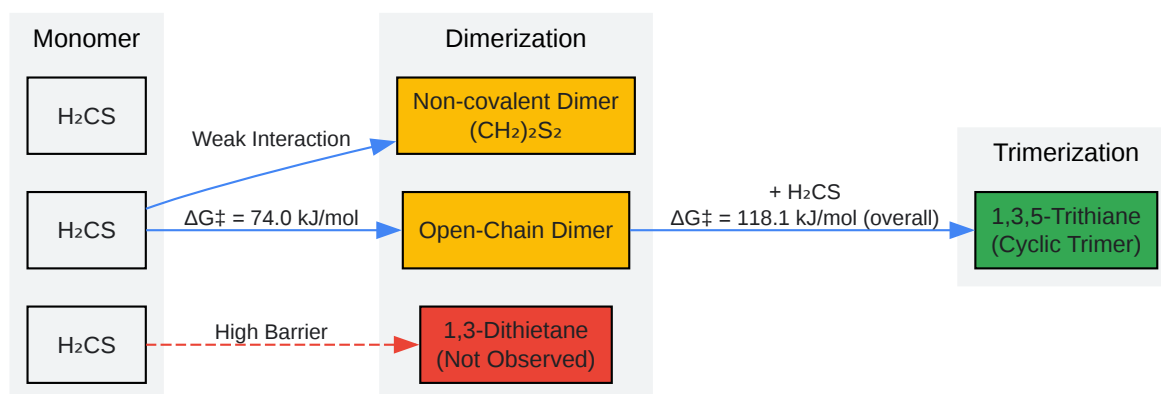 Monomer
H₂CS
H₂CS
H₂CS
Weak Interaction
ΔG‡ = 74.0 kJ/mol
High Barrier
Dimerization
Non-covalent Dimer
(CH₂)₂S₂
Open-Chain Dimer
1,3-Dithietane
(Not Observed)
+ H₂CS
ΔG‡ = 118.1 kJ/mol (overall)
Trimerization
1,3,5-Trithiane
(Cyclic Trimer)